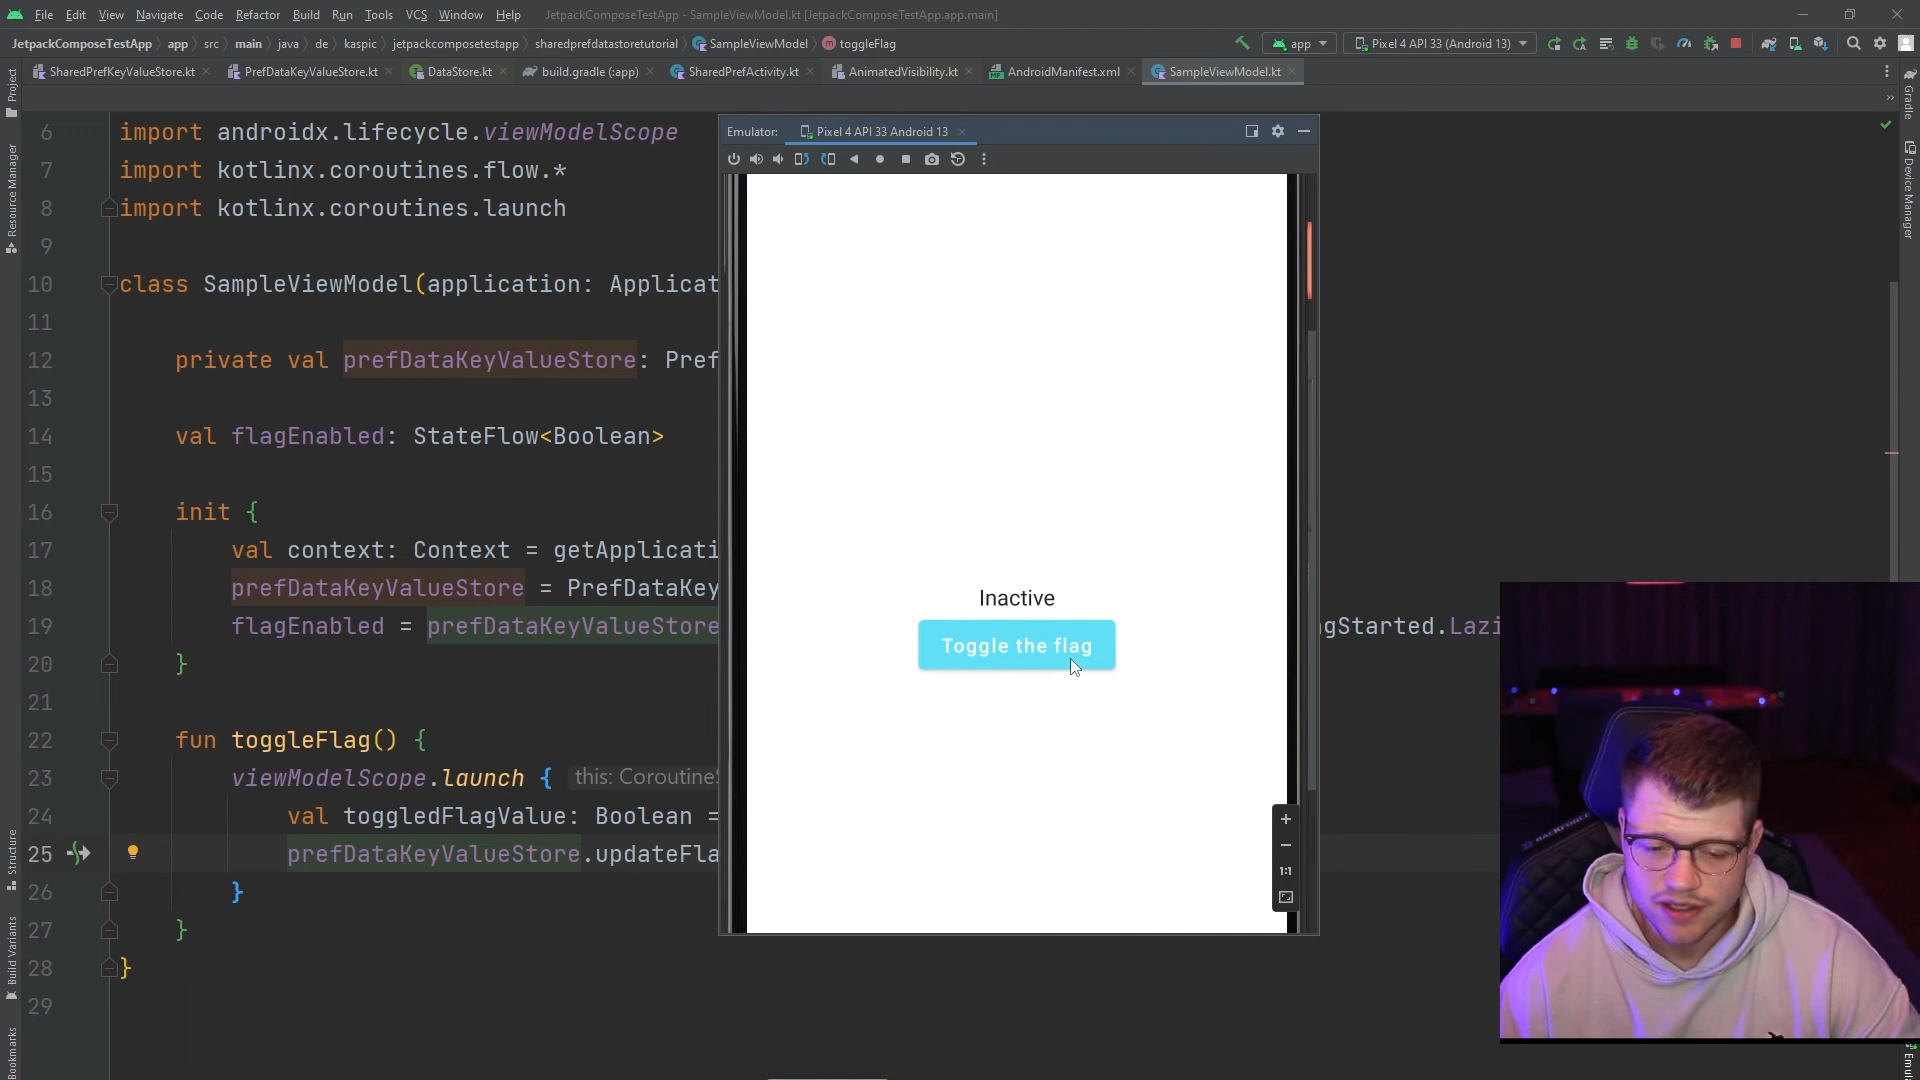 File Edit View Navigate Code Refactor Build Run Tools VCS Window Help JetpackComposeTestApp - SampleViewModel.kt [JetpackComposeTestApp.app.main]
JetpackComposeTestApp app src main java de kaspic jetpackcomposetestapp sharedprefdatastoretutorial SampleViewModel toggleFlag app Pixel 4 API 33 (Android 13)
SharedPrefKeyValueStore.kt PrefDataKeyValueStore.kt DataStore.kt build.gradle (:app) SharedPrefActivity.kt AnimatedVisibility.kt AndroidManifest.xml SampleViewModel.kt
Project
Resource Manager
Structure
Build Variants
Bookmarks
6 import androidx.lifecycle.viewModelScope
7 import kotlinx.coroutines.flow.*
8 import kotlinx.coroutines.launch
9
10 class SampleViewModel(application: Applicat
11
12 private val prefDataKeyValueStore: Pref
13
14 val flagEnabled: StateFlow<Boolean>
15
16 init {
17 val context: Context = getApplicati
18 prefDataKeyValueStore = PrefDataKey
19 flagEnabled = prefDataKeyValueStore gStarted.Lazi
20 }
21
22 fun toggleFlag() {
23 viewModelScope.launch { this: Coroutine
24 val toggledFlagValue: Boolean =
25 prefDataKeyValueStore.updateFla
26 }
27 }
28 }
29
Emulator: Pixel 4 API 33 Android 13
Inactive
Toggle the flag
+
−
1:1
Gradle
Device Manager
Emul
BACKFORCE